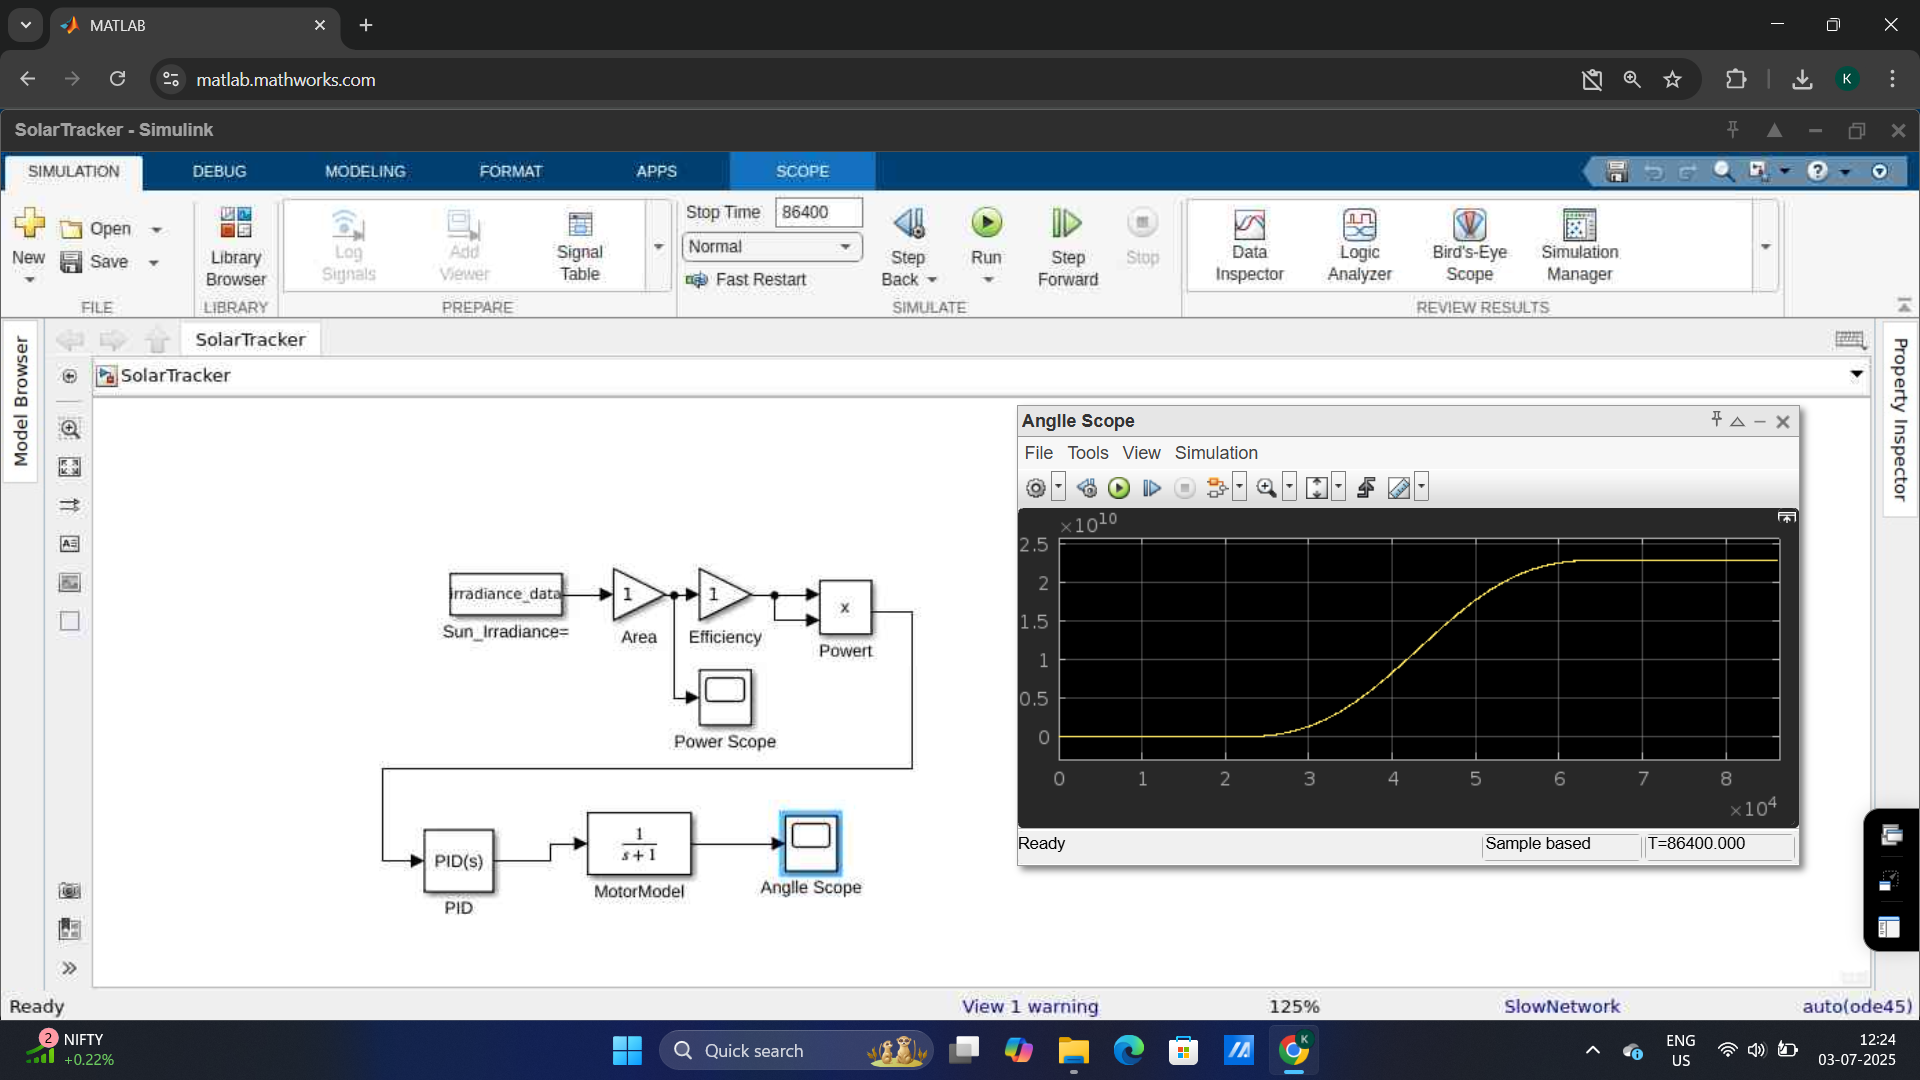 MATLAB
matlab.mathworks.com
K
SolarTracker - Simulink
SIMULATION DEBUG MODELING FORMAT APPS SCOPE
New
Open
Save
FILE
Library Browser
LIBRARY
Log Signals
Add Viewer
Signal Table
PREPARE
Stop Time 86400
Normal
Fast Restart
Step Back
Run
Step Forward
Stop
SIMULATE
Data Inspector
Logic Analyzer
Bird's-Eye Scope
Simulation Manager
REVIEW RESULTS
Model Browser
Property Inspector
SolarTracker
SolarTracker
irradiance_data
Sun_Irradiance=
1
Area
1
Efficiency
x
Powert
Power Scope
PID(s)
PID
1
s+1
MotorModel
Anglle Scope
Anglle Scope
File Tools View Simulation
×10^10
2.5
2
1.5
1
0.5
0
0 1 2 3 4 5 6 7 8
×10^4
Ready Sample based T=86400.000
Ready View 1 warning 125% SlowNetwork auto(ode45)
2
NIFTY
+0.22%
Quick search
K
ENG
US
12:24
03-07-2025